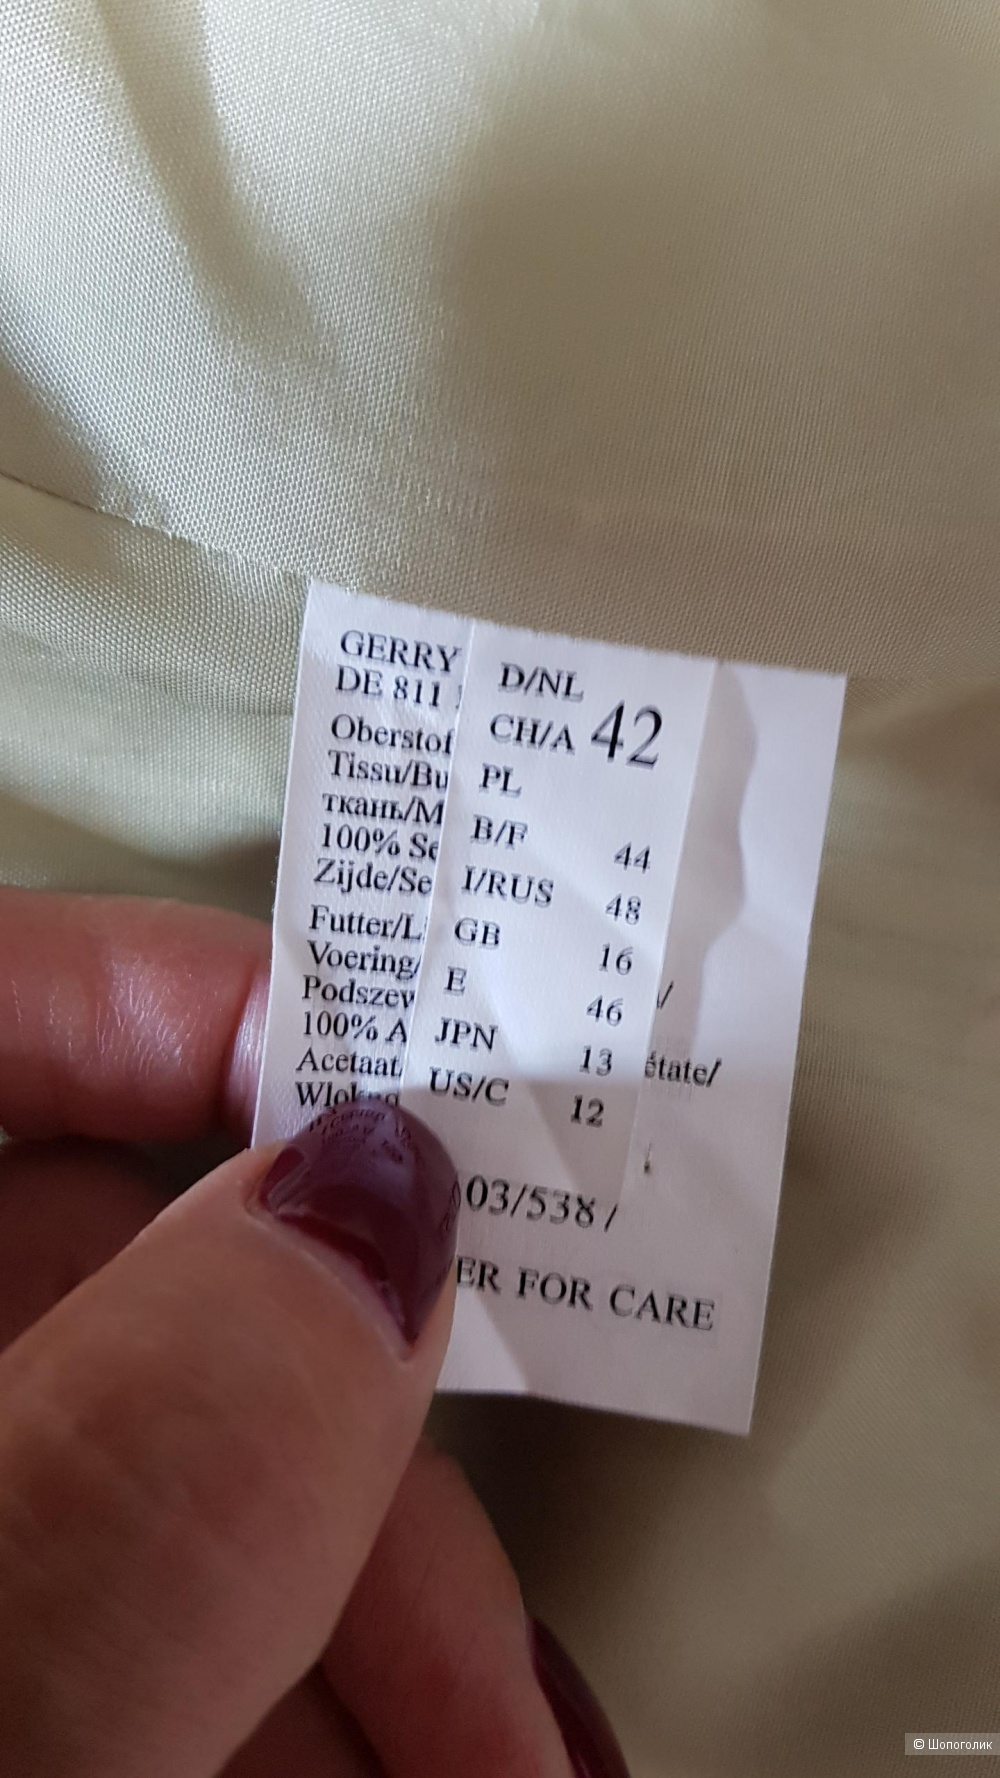 GERRY
DE 811
Oberstof
Tissu/Bu
ткань/М
100% Se
Zijde/Se
Futter/L
Voering/
Podszew
100% A
Acetaat/
D/NL
CH/A 42
PL
B/F 44
I/RUS 48
GB 16
E 46
JPN 13
US/C 12
étate/
03/538 /
ER FOR CARE
© Шопоголик